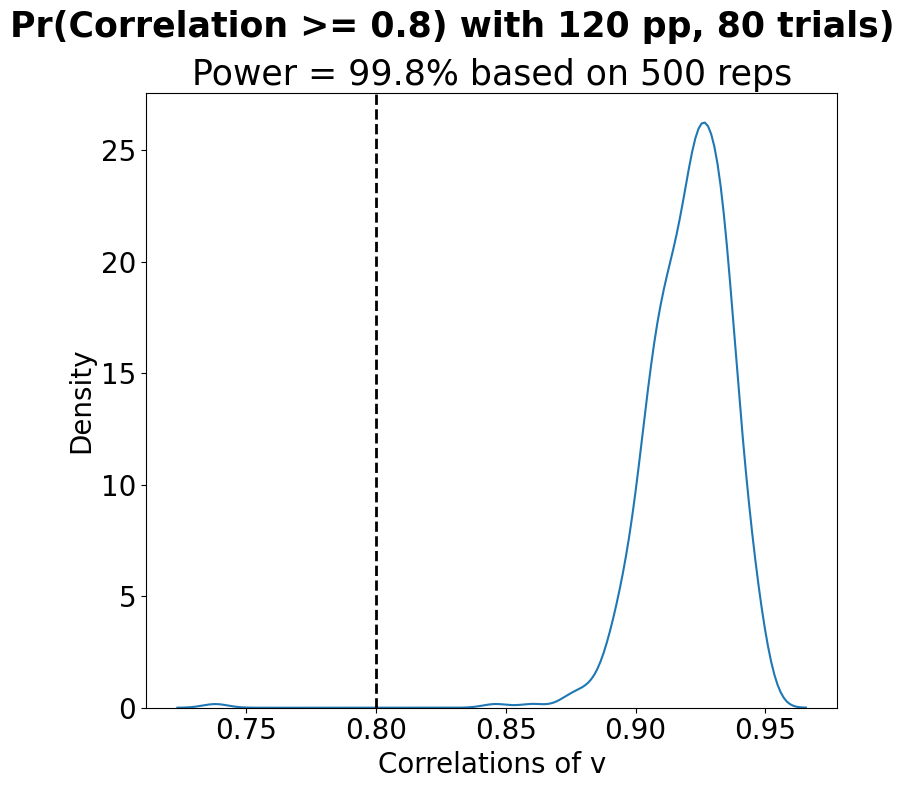 Pr(Correlation >= 0.8) with 120 pp, 80 trials)
Power = 99.8% based on 500 reps
25
20
15
10
5
0
Density
0.75
0.80
0.85
0.90
0.95
Correlations of v